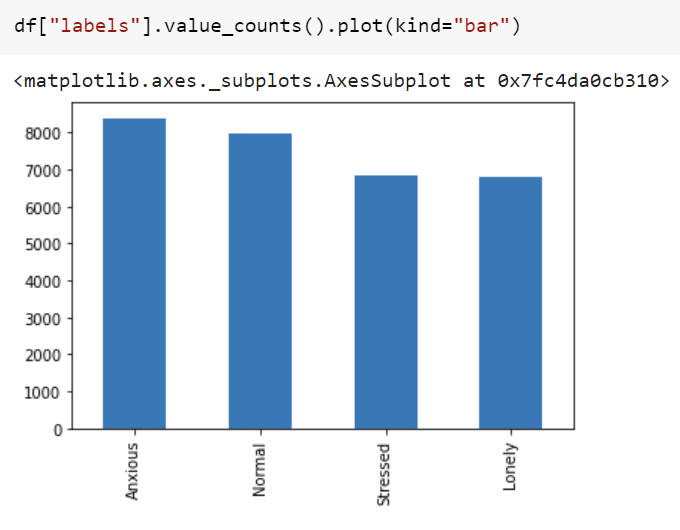 df["labels"].value_counts().plot(kind="bar")
<matplotlib.axes._subplots.AxesSubplot at 0x7fc4da0cb310>
8000
7000
6000
5000
4000
3000
2000
1000
0
Anxious
Normal
Stressed
Lonely